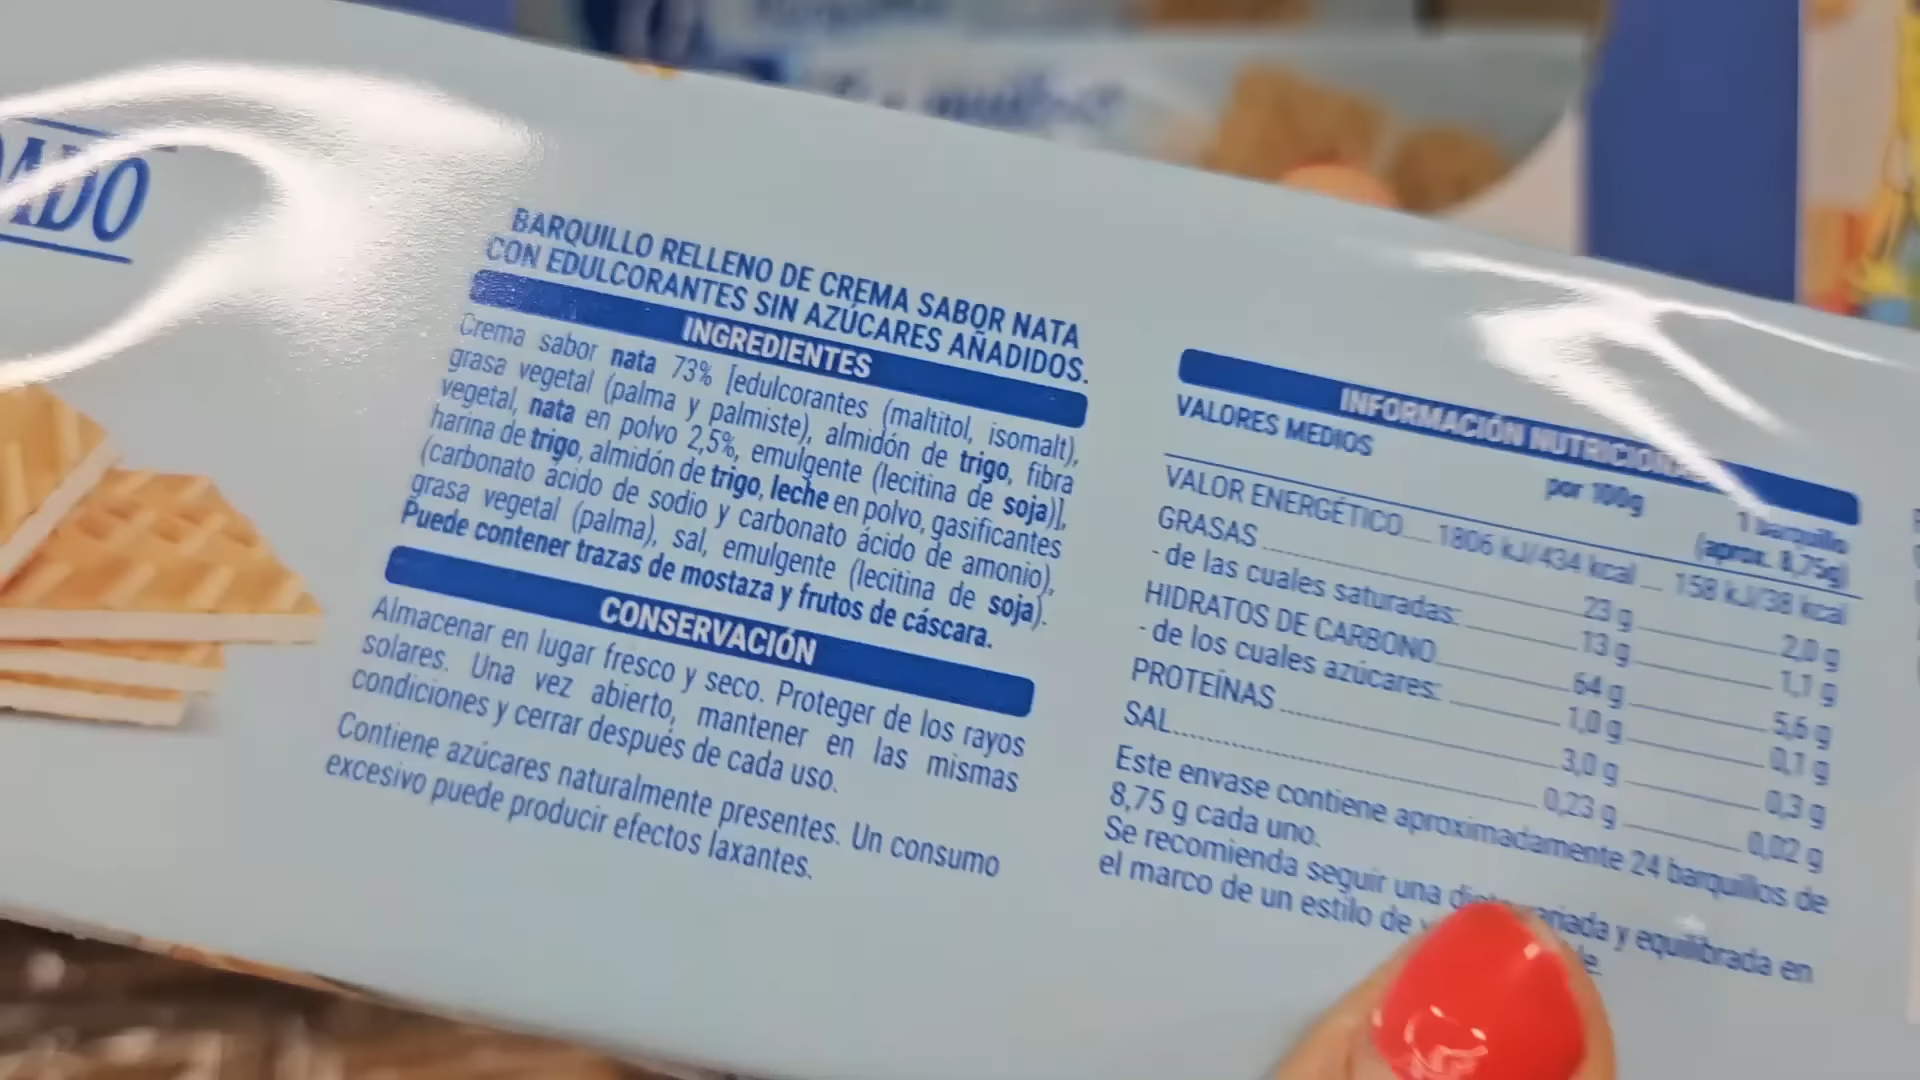 ADO
BARQUILLO RELLENO DE CREMA SABOR NATA
CON EDULCORANTES SIN AZÚCARES AÑADIDOS.
INGREDIENTES
Crema sabor nata 73% [edulcorantes (maltitol, isomalt),
grasa vegetal (palma y palmiste), almidón de trigo, fibra
vegetal, nata en polvo 2,5%, emulgente (lecitina de soja)],
harina de trigo, almidón de trigo, leche en polvo, gasificantes
(carbonato ácido de sodio y carbonato ácido de amonio),
grasa vegetal (palma), sal, emulgente (lecitina de soja).
Puede contener trazas de mostaza y frutos de cáscara.
CONSERVACIÓN
Almacenar en lugar fresco y seco. Proteger de los rayos
solares. Una vez abierto, mantener en las mismas
condiciones y cerrar después de cada uso.
Contiene azúcares naturalmente presentes. Un consumo
excesivo puede producir efectos laxantes.
INFORMACIÓN NUTRICIONAL
VALORES MEDIOS por 100g 1 barquillo
(aprox. 8,75g)
VALOR ENERGÉTICO 1806 kJ/434 kcal 158 kJ/38 kcal
GRASAS 23 g 2,0 g
- de las cuales saturadas: 13 g 1,1 g
HIDRATOS DE CARBONO 64 g 5,6 g
- de los cuales azúcares: 1,0 g 0,1 g
PROTEÍNAS 3,0 g 0,3 g
SAL 0,23 g 0,02 g
Este envase contiene aproximadamente 24 barquillos de
8,75 g cada uno.
Se recomienda seguir una dieta variada y equilibrada en
el marco de un estilo de